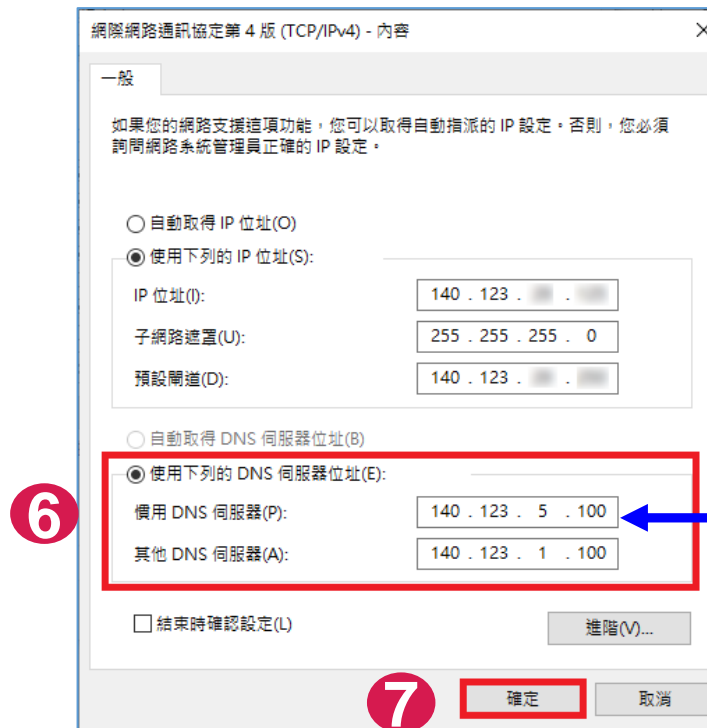 網際網路通訊協定第 4 版 (TCP/IPv4) - 內容
一般
如果您的網路支援這項功能，您可以取得自動指派的 IP 設定。否則，您必須
詢問網路系統管理員正確的 IP 設定。
自動取得 IP 位址(O)
使用下列的 IP 位址(S):
IP 位址(I): 140 . 123 . .
子網路遮罩(U): 255 . 255 . 255 . 0
預設閘道(D): 140 . 123 . .
自動取得 DNS 伺服器位址(B)
使用下列的 DNS 伺服器位址(E):
6
慣用 DNS 伺服器(P): 140 . 123 . 5 . 100
其他 DNS 伺服器(A): 140 . 123 . 1 . 100
結束時確認設定(L)
進階(V)...
7
確定
取消